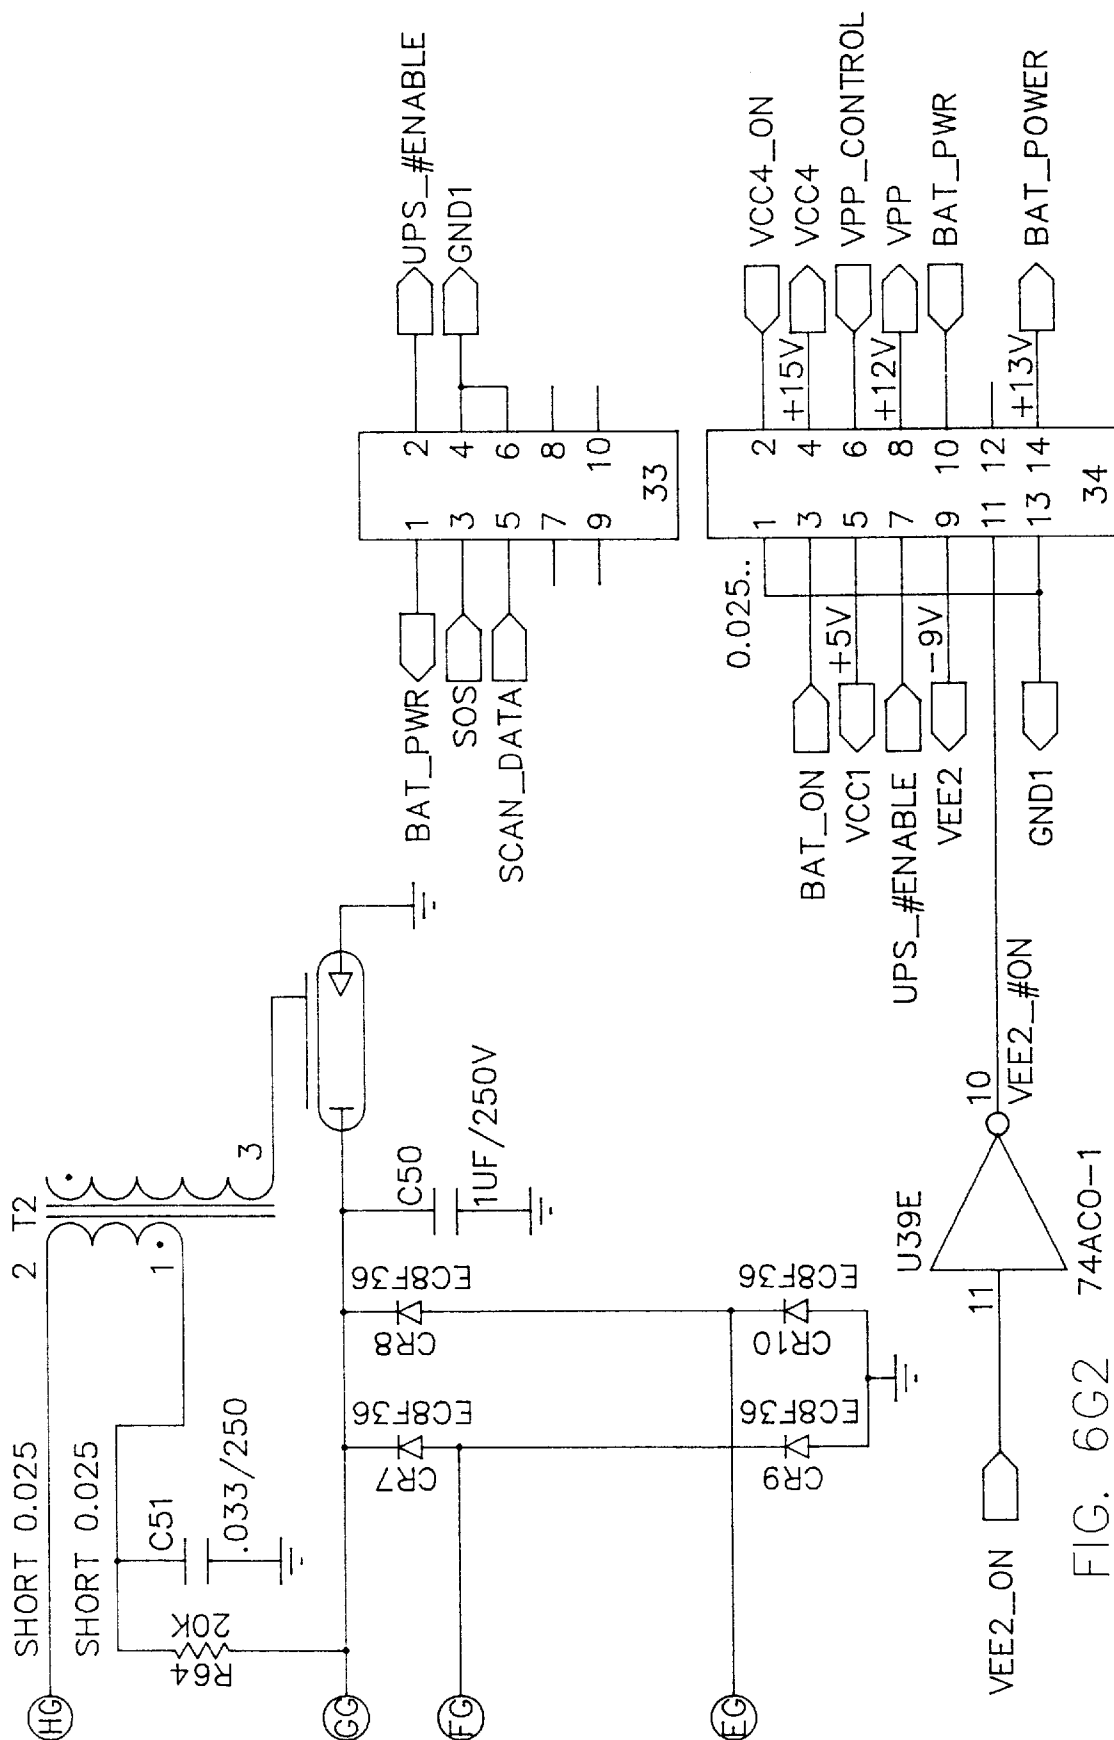 HG
SHORT 0.025
2 T2
SHORT 0.025
1
3
C51
.033/250
R64
20K
GG
FG
EG
CR7
EC8F36
CR8
EC8F36
CR9
EC8F36
CR10
EC8F36
C50
1UF/250V
BAT_PWR
SOS
SCAN_DATA
1 2
3 4
5 6
7 8
9 10
33
UPS_#ENABLE
GND1
0.025..
BAT_ON
+5V
VCC1
UPS_#ENABLE
-9V
VEE2
GND1
1 2
3 4
5 6
7 8
9 10
11 12
13 14
34
VCC4_ON
+15V
VCC4
VPP_CONTROL
+12V
VPP
BAT_PWR
+13V
BAT_POWER
VEE2_ON
11
U39E
10
VEE2_#ON
74AC0-1
FIG. 6G2